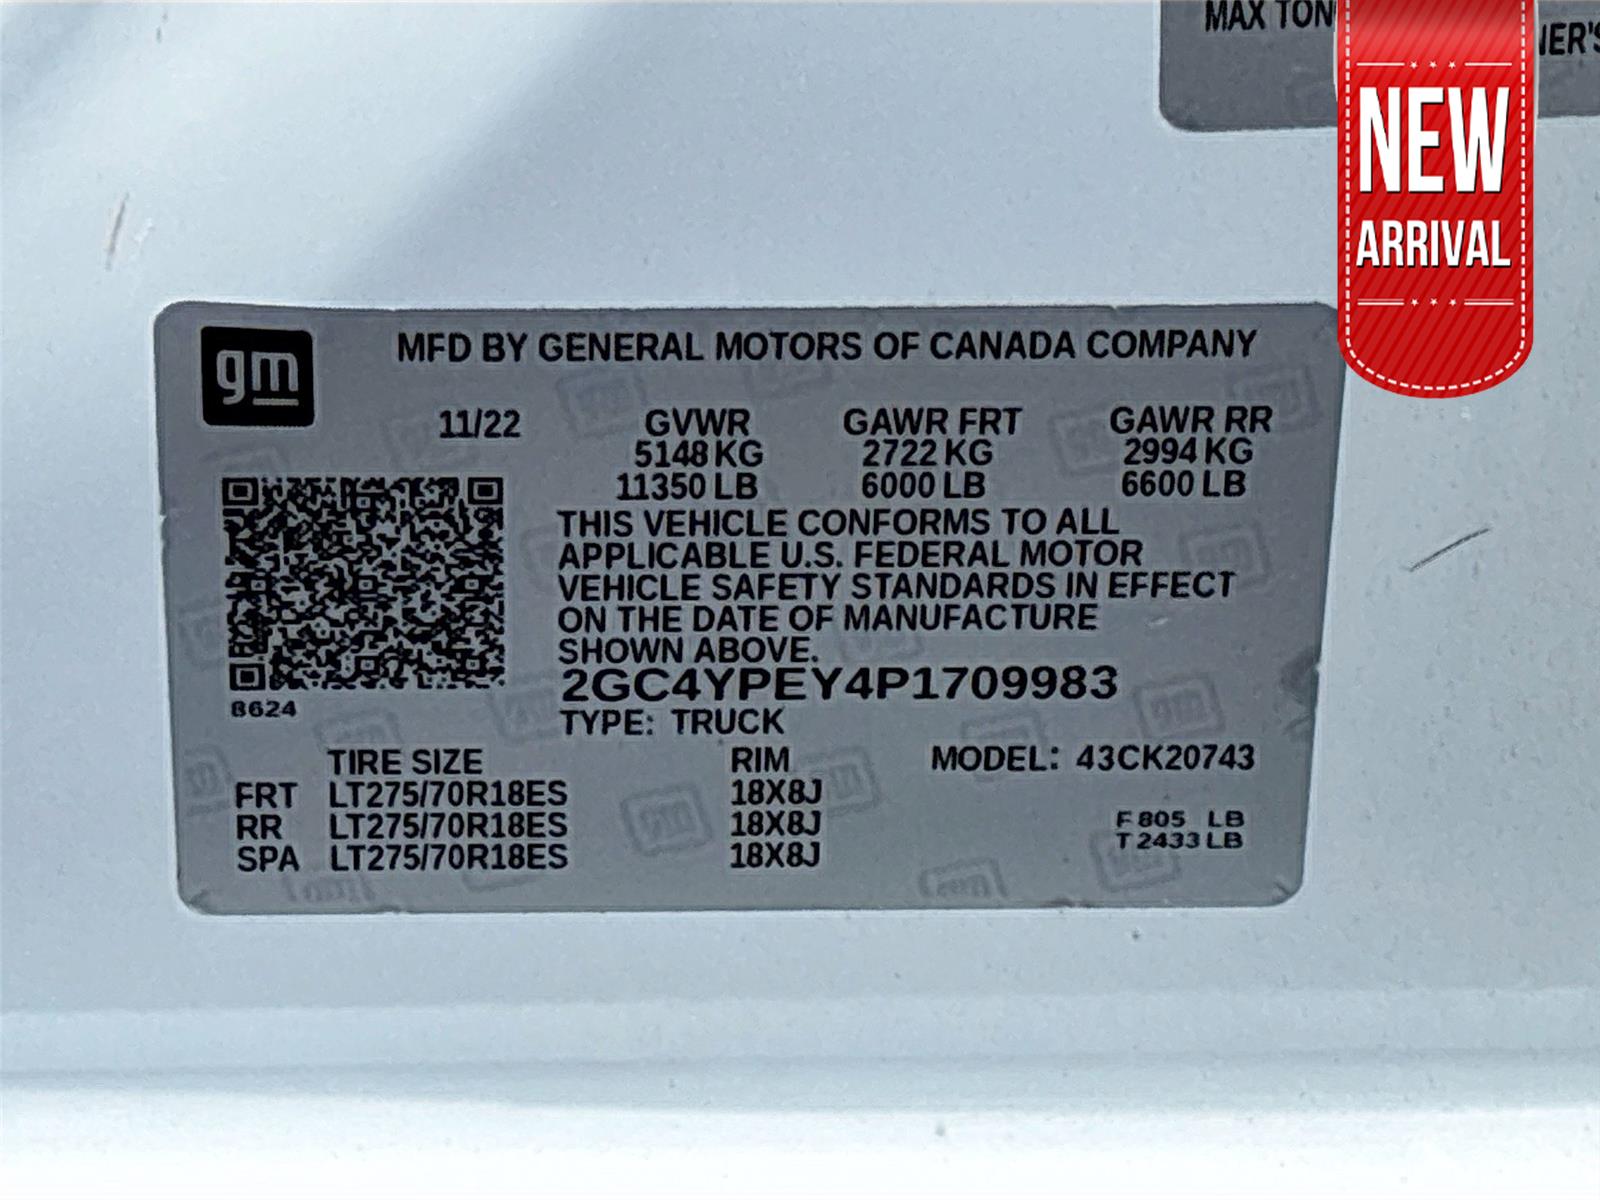 MAX TON
NER'S
NEW
ARRIVAL
gm
MFD BY GENERAL MOTORS OF CANADA COMPANY
11/22 GVWR GAWR FRT GAWR RR
5148 KG 2722 KG 2994 KG
11350 LB 6000 LB 6600 LB
THIS VEHICLE CONFORMS TO ALL
APPLICABLE U.S. FEDERAL MOTOR
VEHICLE SAFETY STANDARDS IN EFFECT
ON THE DATE OF MANUFACTURE
SHOWN ABOVE.
2GC4YPEY4P1709983
8624
TYPE: TRUCK
TIRE SIZE RIM MODEL: 43CK20743
FRT LT275/70R18ES 18X8J
RR LT275/70R18ES 18X8J F 805 LB
T 2433 LB
SPA LT275/70R18ES 18X8J